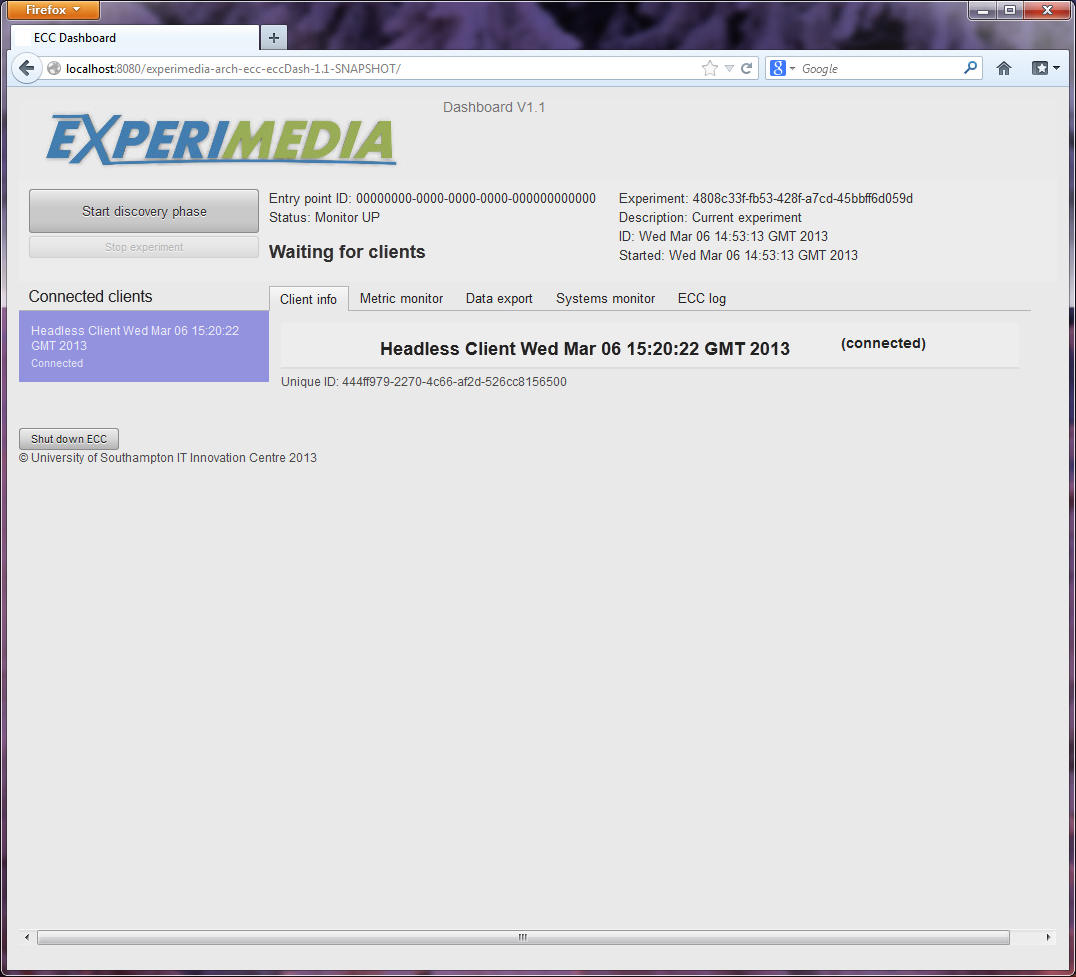 Firefox
ECC Dashboard
localhost:8080/experimedia-arch-ecc-eccDash-1.1-SNAPSHOT/
8
Google
Dashboard V1.1
EXPERIMEDIA
Start discovery phase
Stop experiment
Entry point ID: 00000000-0000-0000-0000-000000000000
Status: Monitor UP
Waiting for clients
Experiment: 4808c33f-fb53-428f-a7cd-45bbff6d059d
Description: Current experiment
ID: Wed Mar 06 14:53:13 GMT 2013
Started: Wed Mar 06 14:53:13 GMT 2013
Connected clients
Client info
Metric monitor
Data export
Systems monitor
ECC log
Headless Client Wed Mar 06 15:20:22
GMT 2013
Connected
Headless Client Wed Mar 06 15:20:22 GMT 2013
(connected)
Unique ID: 444ff979-2270-4c66-af2d-526cc8156500
Shut down ECC
© University of Southampton IT Innovation Centre 2013